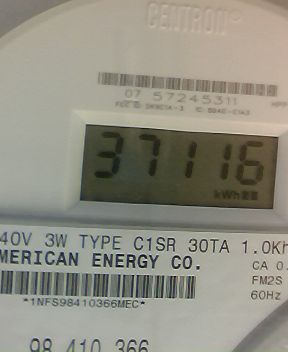 CENTRON®
07 57245311
37116
kWh
40V 3W TYPE C1SR 30TA 1.0Kh
MERICAN ENERGY CO.
CA 0.
FM2S
*1NFS98410366MEC*
60Hz
98 410 366